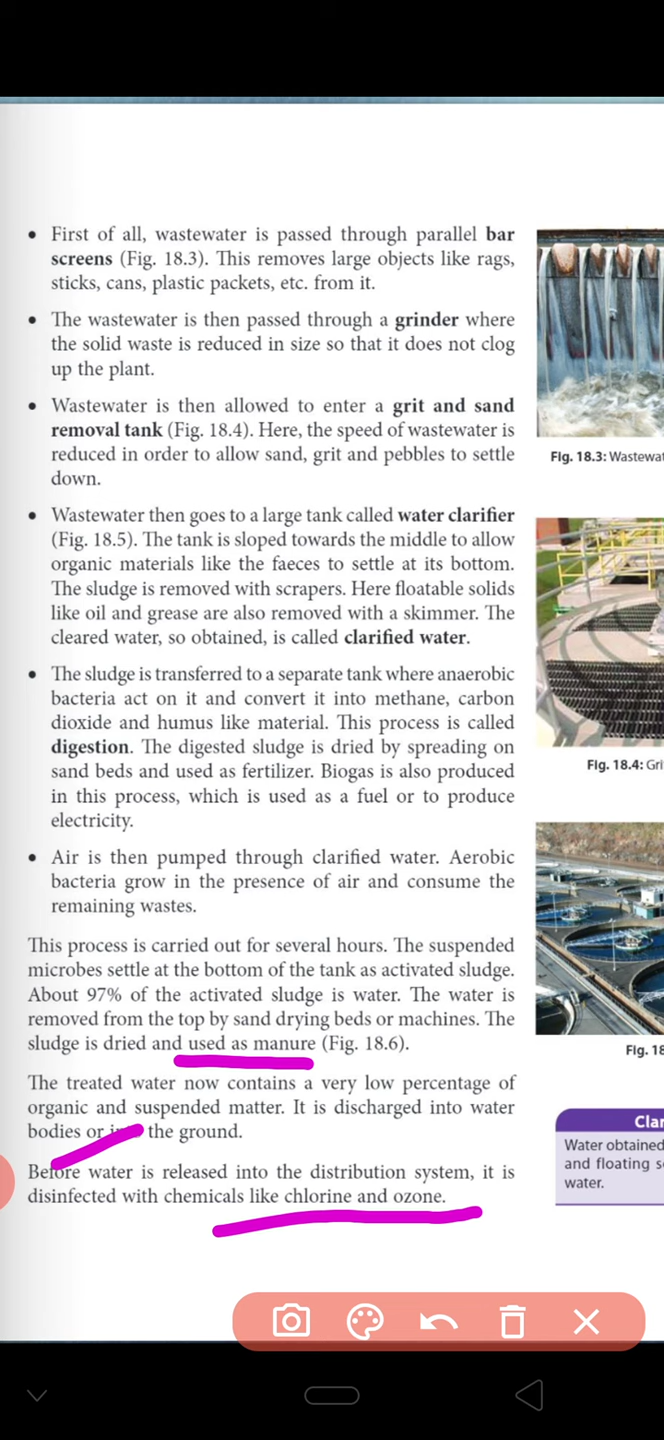 • First of all, wastewater is passed through parallel bar
screens (Fig. 18.3). This removes large objects like rags,
sticks, cans, plastic packets, etc. from it.
• The wastewater is then passed through a grinder where
the solid waste is reduced in size so that it does not clog
up the plant.
• Wastewater is then allowed to enter a grit and sand
removal tank (Fig. 18.4). Here, the speed of wastewater is
reduced in order to allow sand, grit and pebbles to settle
down.
• Wastewater then goes to a large tank called water clarifier
(Fig. 18.5). The tank is sloped towards the middle to allow
organic materials like the faeces to settle at its bottom.
The sludge is removed with scrapers. Here floatable solids
like oil and grease are also removed with a skimmer. The
cleared water, so obtained, is called clarified water.
• The sludge is transferred to a separate tank where anaerobic
bacteria act on it and convert it into methane, carbon
dioxide and humus like material. This process is called
digestion. The digested sludge is dried by spreading on
sand beds and used as fertilizer. Biogas is also produced
in this process, which is used as a fuel or to produce
electricity.
• Air is then pumped through clarified water. Aerobic
bacteria grow in the presence of air and consume the
remaining wastes.
This process is carried out for several hours. The suspended
microbes settle at the bottom of the tank as activated sludge.
About 97% of the activated sludge is water. The water is
removed from the top by sand drying beds or machines. The
sludge is dried and used as manure (Fig. 18.6).
The treated water now contains a very low percentage of
organic and suspended matter. It is discharged into water
bodies or the ground.
Before water is released into the distribution system, it is
disinfected with chemicals like chlorine and ozone.
Fig. 18.3: Wastewat
Fig. 18.4: Gri
Fig. 18
Clar
Water obtained
and floating s
water.